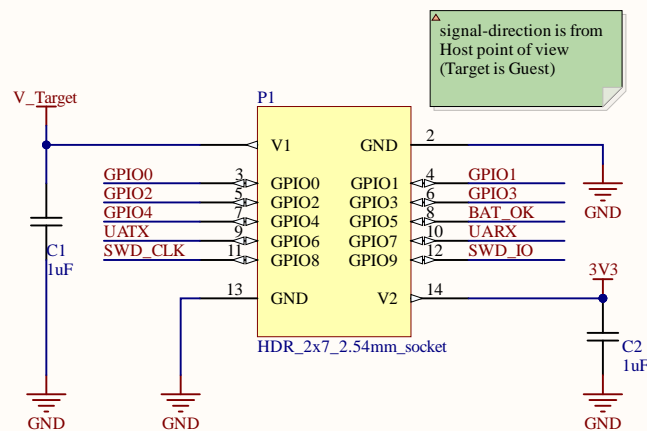 signal-direction is from
Host point of view
(Target is Guest)
V_Target
P1
V1 GND 2
GPIO0 3 GPIO0 GPIO1 4 GPIO1
GPIO2 5 GPIO2 GPIO3 6 GPIO3
GPIO4 7 GPIO4 GPIO5 8 BAT_OK
UATX 9 GPIO6 GPIO7 10 UARX
SWD_CLK 11 GPIO8 GPIO9 12 SWD_IO
GND
C1
1uF
13 GND V2 14 3V3
HDR_2x7_2.54mm_socket
C2
1uF
GND GND GND